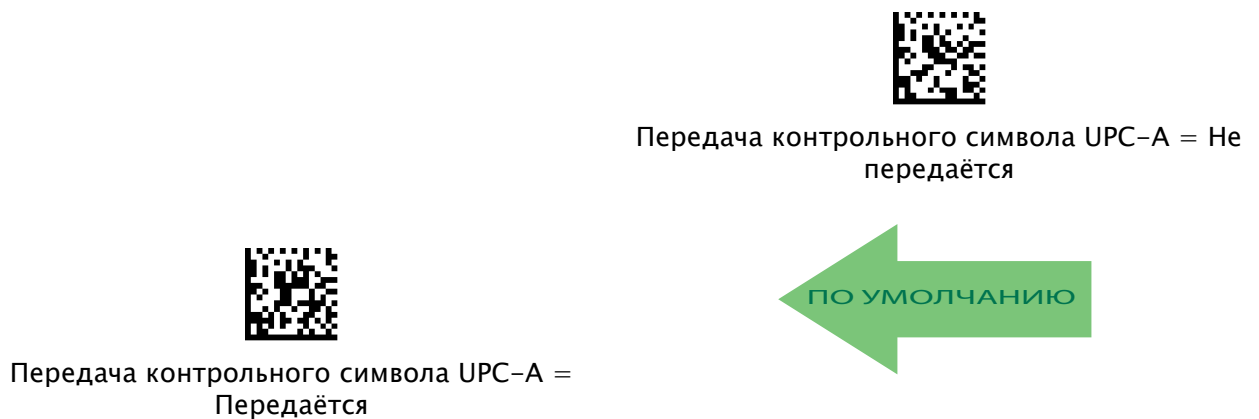 Передача контрольного символа UPC-A = Не
передаётся
ПО УМОЛЧАНИЮ
Передача контрольного символа UPC-A =
Передаётся